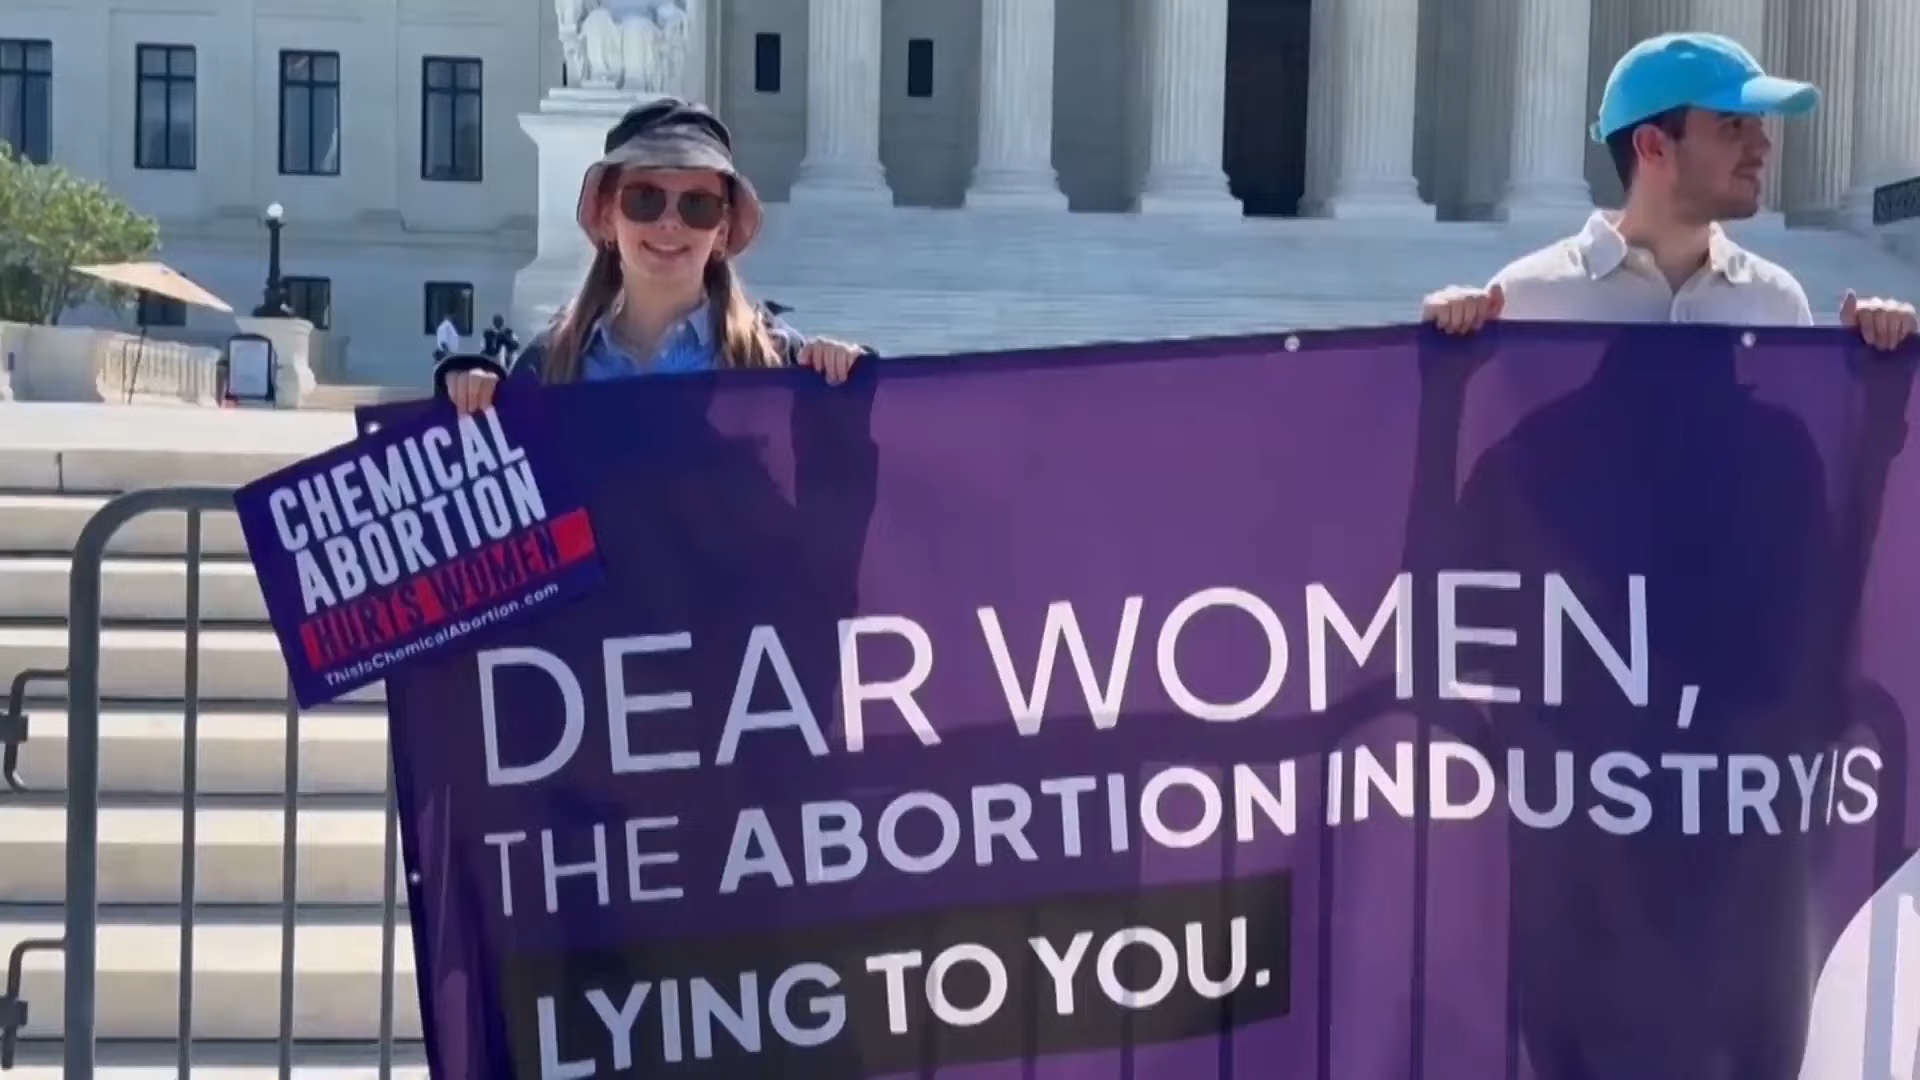 CHEMICAL
ABORTION
HURTS WOMEN
ThisIsChemicalAbortion.com
DEAR WOMEN,
THE ABORTION INDUSTRY IS
LYING TO YOU.